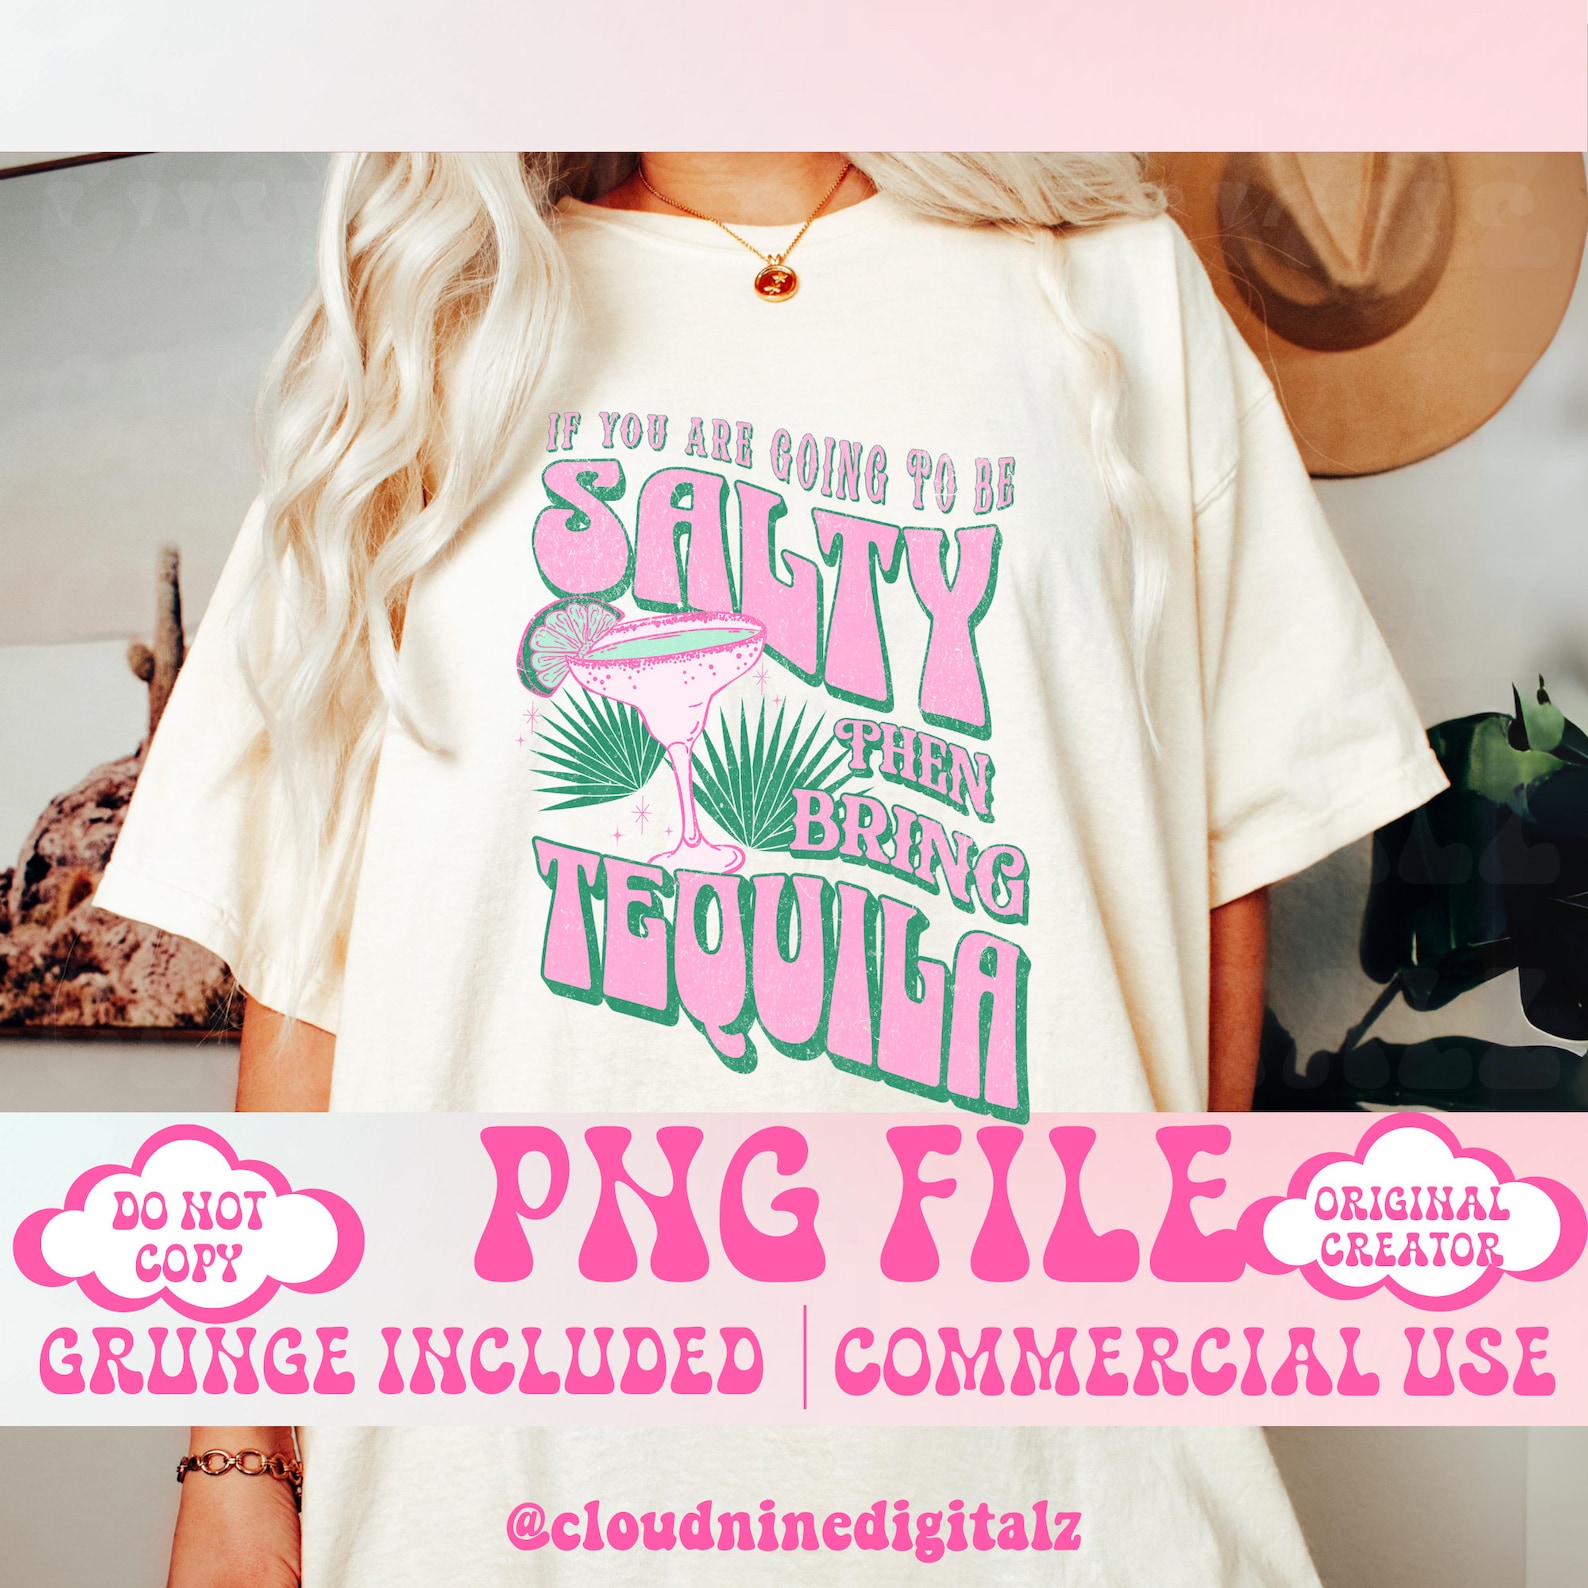 IF YOU ARE GOING TO BE
SALTY
THEN
BRING
TEQUILA
PNG FILE
DO NOT
COPY
ORIGINAL
CREATOR
GRUNGE INCLUDED | COMMERCIAL USE
@cloudninedigitalz